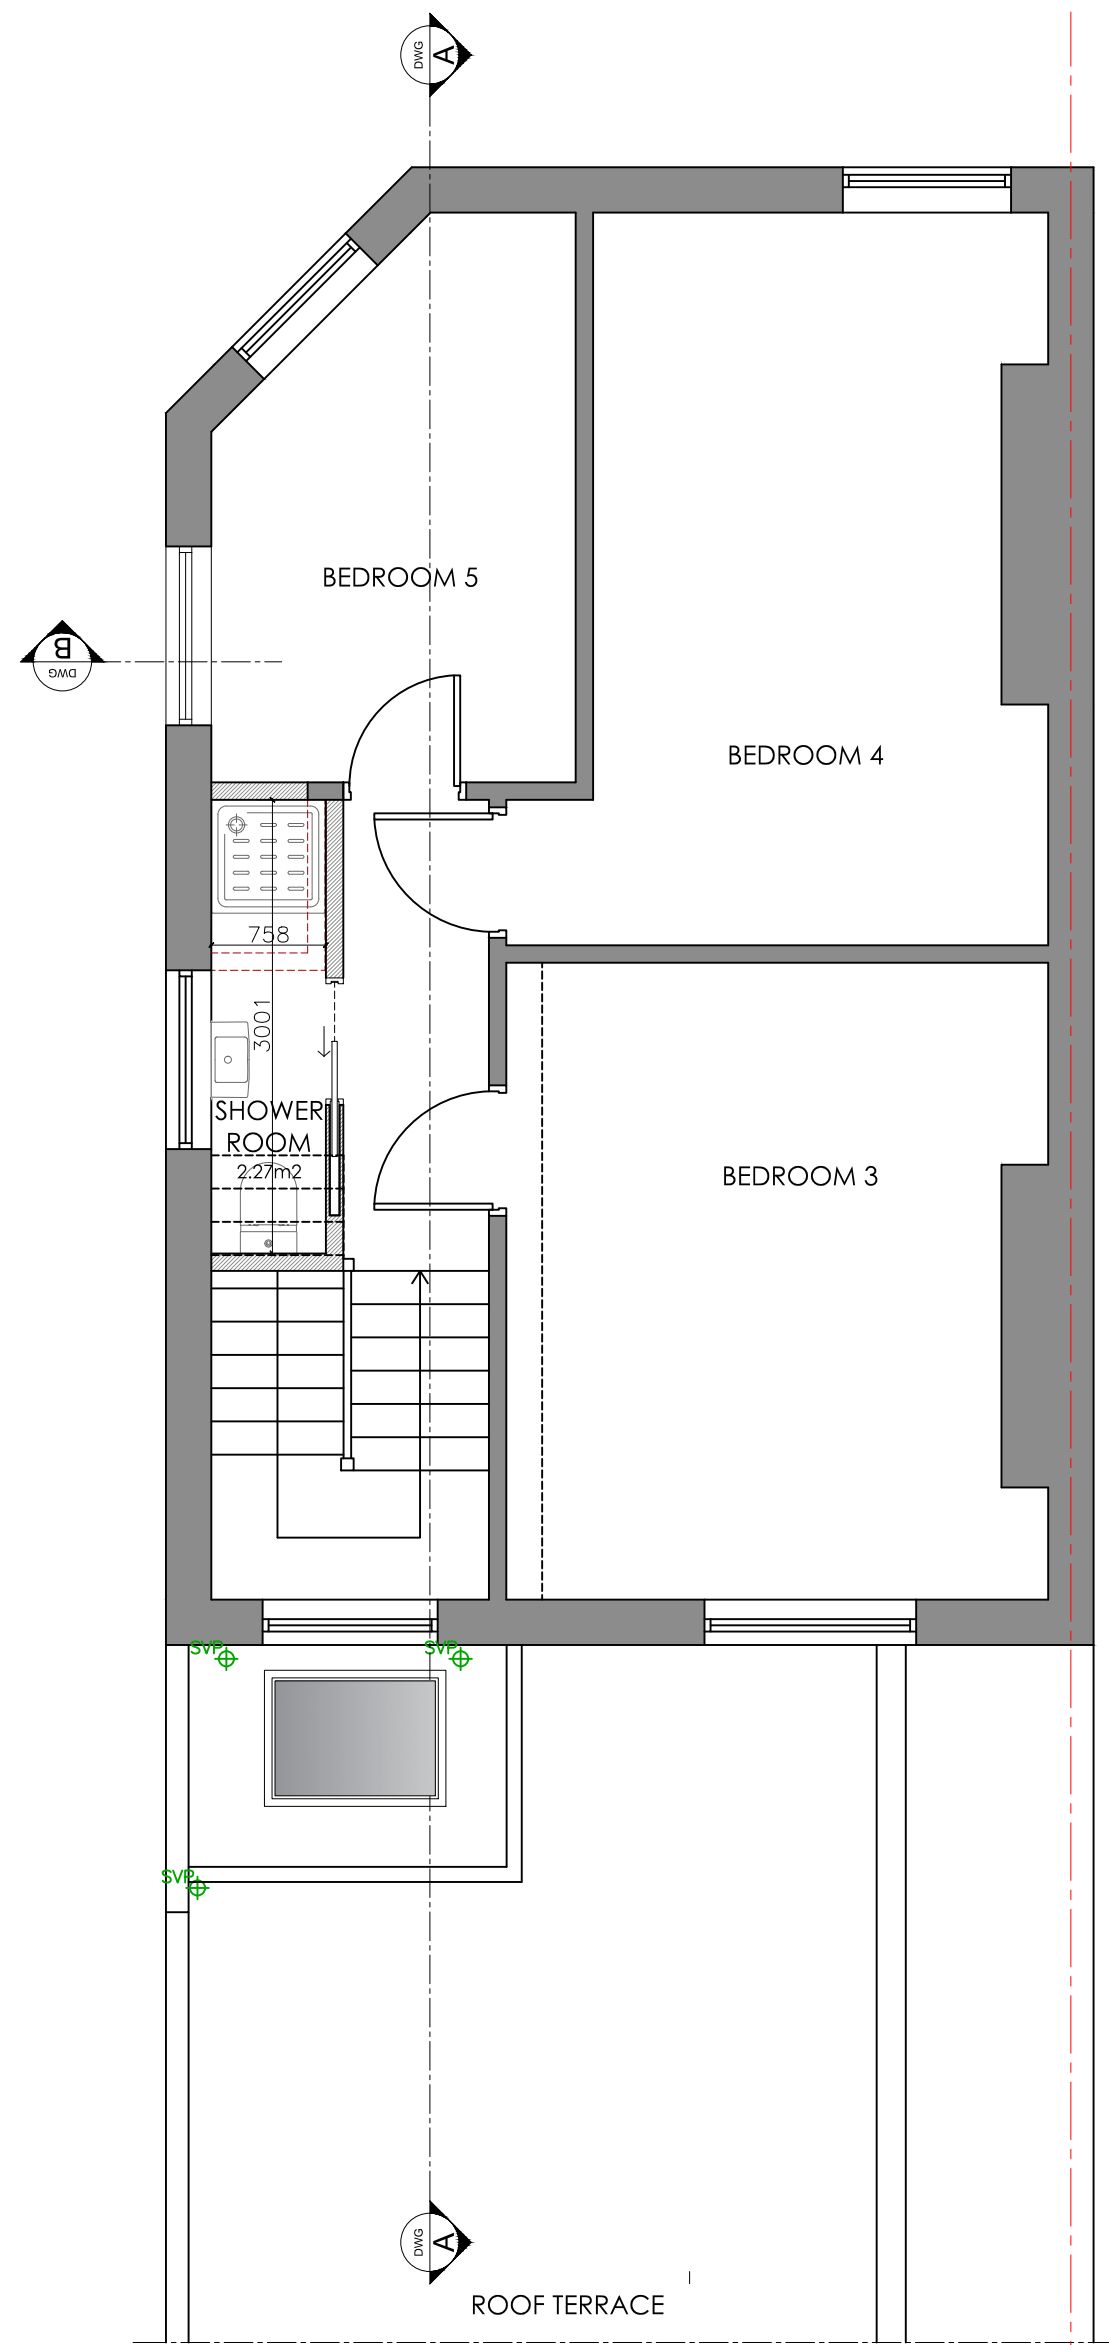 DWG
A
BEDROOM 5
B
DWG
BEDROOM 4
758
3001
SHOWER
ROOM
2.27m2
BEDROOM 3
SVP
SVP
SVP
DWG
A
ROOF TERRACE